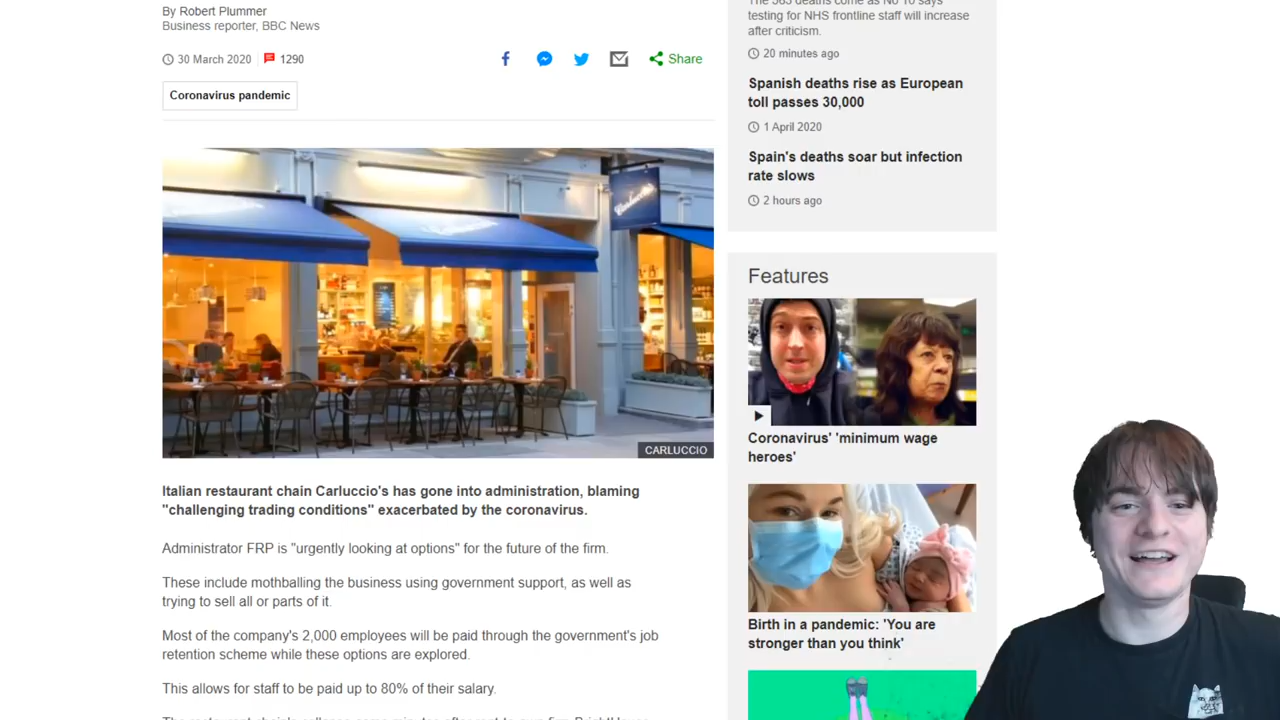 By Robert Plummer
Business reporter, BBC News
30 March 2020
1290
Share
Coronavirus pandemic
CARLUCCIO
Italian restaurant chain Carluccio's has gone into administration, blaming
"challenging trading conditions" exacerbated by the coronavirus.
Administrator FRP is "urgently looking at options" for the future of the firm.
These include mothballing the business using government support, as well as
trying to sell all or parts of it.
Most of the company's 2,000 employees will be paid through the government's job
retention scheme while these options are explored.
This allows for staff to be paid up to 80% of their salary.
testing for NHS frontline staff will increase
after criticism.
20 minutes ago
Spanish deaths rise as European
toll passes 30,000
1 April 2020
Spain's deaths soar but infection
rate slows
2 hours ago
Features
Coronavirus' 'minimum wage
heroes'
Birth in a pandemic: 'You are
stronger than you think'